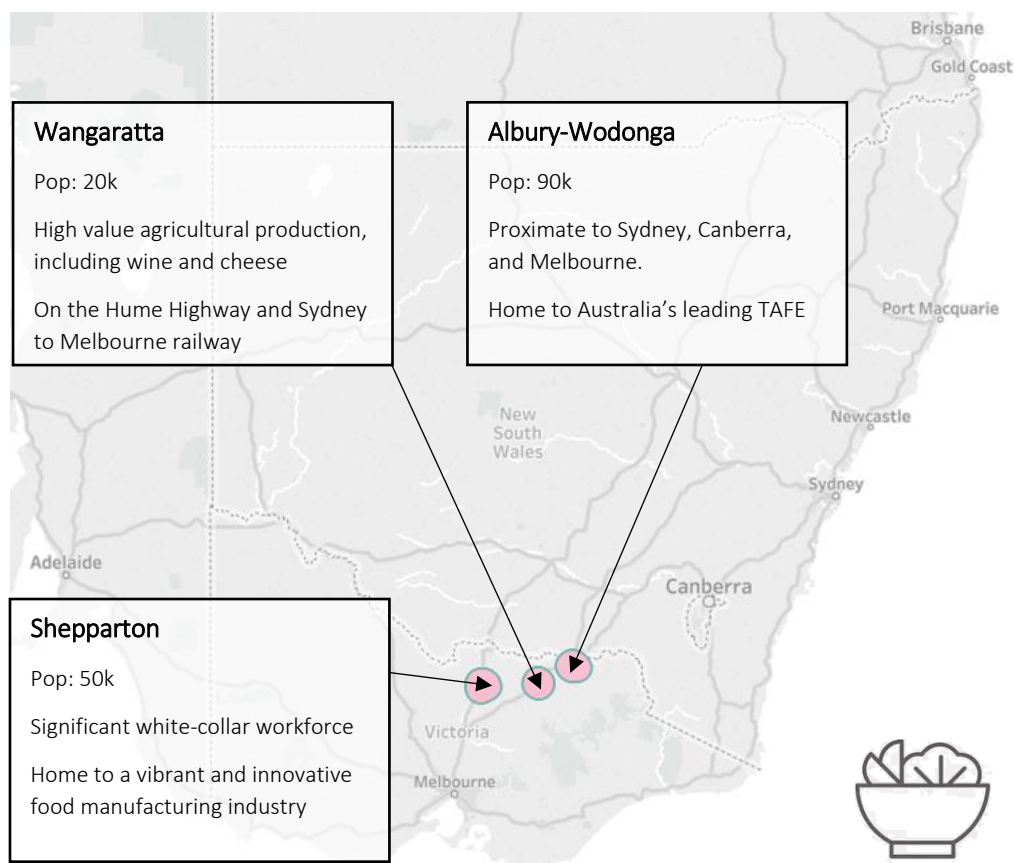 Brisbane
Gold Coast
Wangaratta
Pop: 20k
High value agricultural production,
including wine and cheese
On the Hume Highway and Sydney
to Melbourne railway
Albury-Wodonga
Pop: 90k
Proximate to Sydney, Canberra,
and Melbourne.
Home to Australia’s leading TAFE
Port Macquarie
New
South
Wales
Newcastle
Sydney
Adelaide
Canberra
Shepparton
Pop: 50k
Significant white-collar workforce
Home to a vibrant and innovative
food manufacturing industry
Victoria
Melbourne